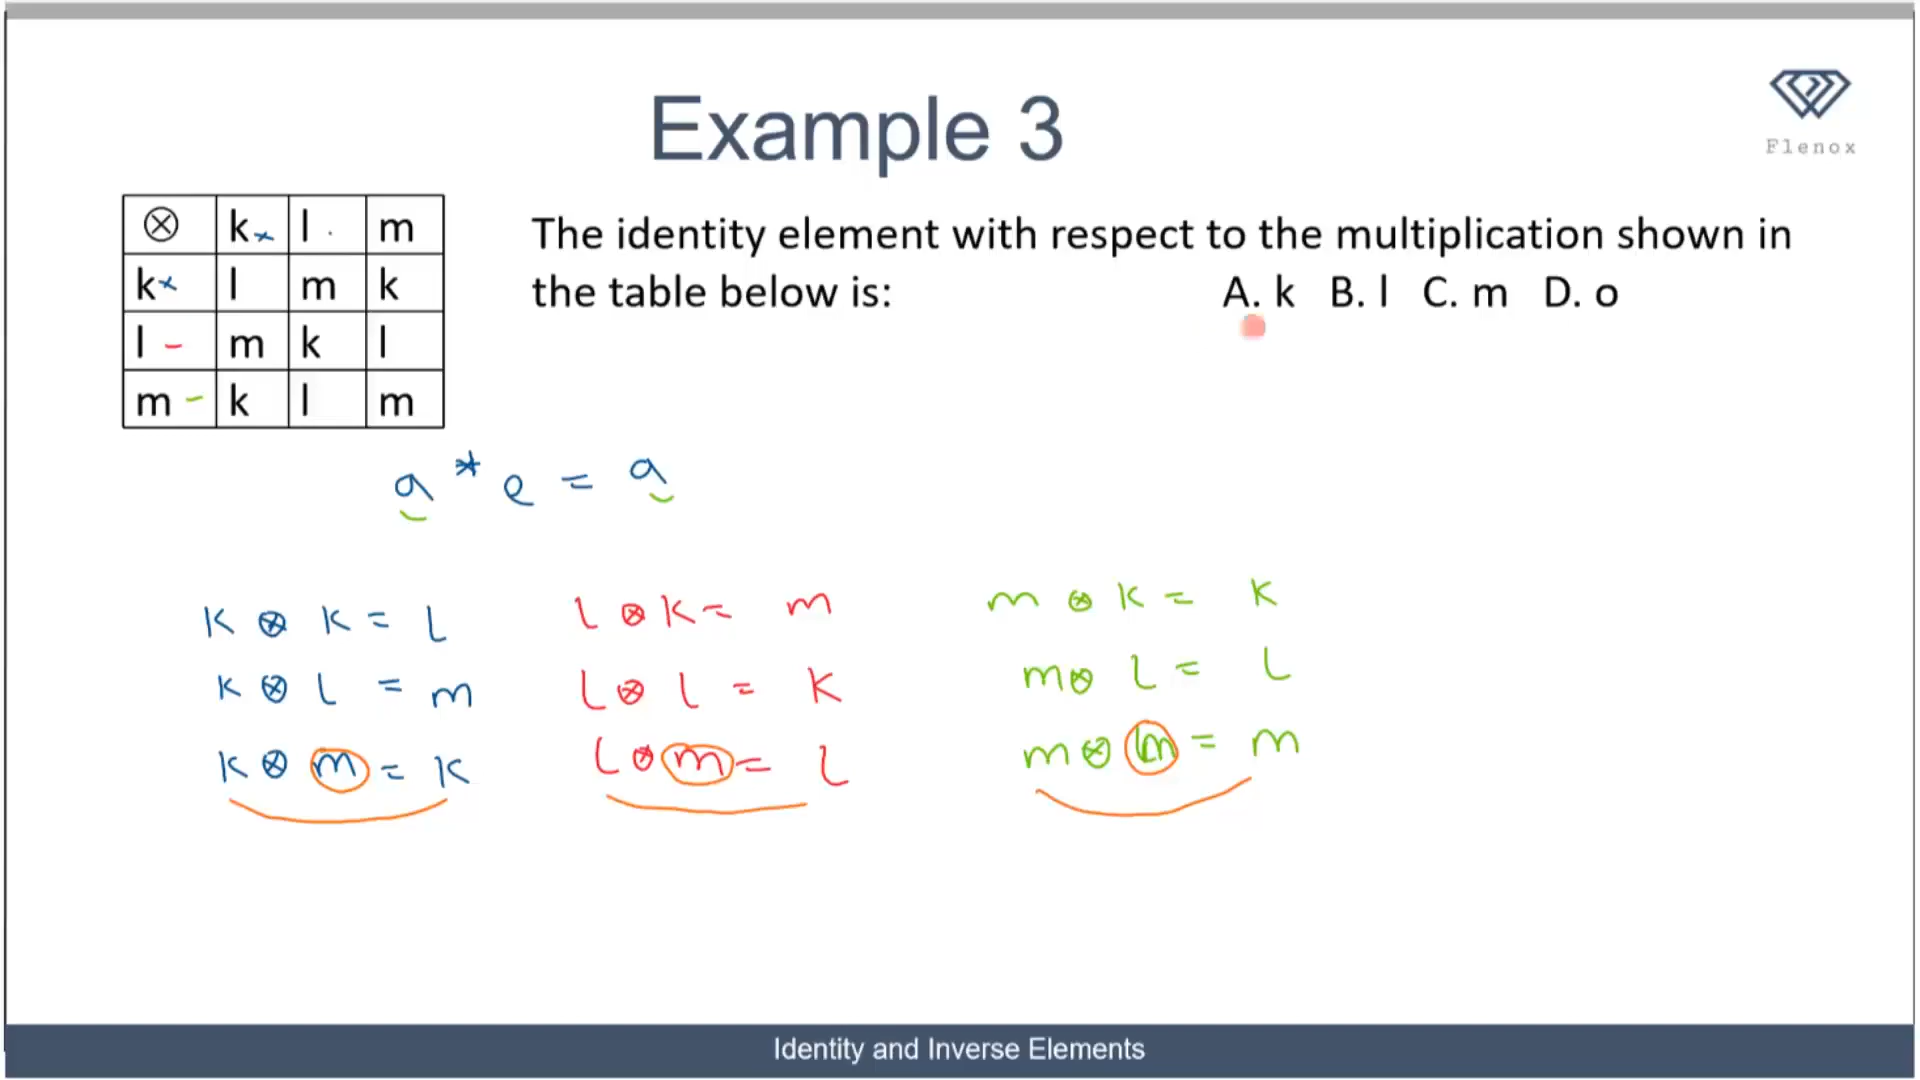 Example 3
Flenox
⊗ k l m
k l m k
l m k l
m k l m
The identity element with respect to the multiplication shown in
the table below is: A. k B. l C. m D. o
a * e = a
k ⊗ k = l
k ⊗ l = m
k ⊗ m = k
l ⊗ k = m
l ⊗ l = k
l ⊗ m = l
m ⊗ k = k
m ⊗ l = l
m ⊗ m = m
Identity and Inverse Elements